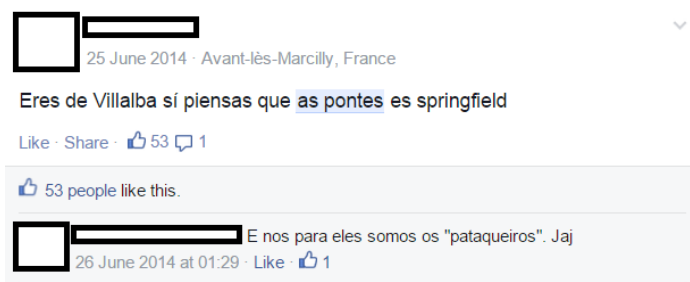 25 June 2014 · Avant-lès-Marcilly, France
Eres de Villalba sí piensas que as pontes es springfield
Like · Share · 53 1
53 people like this.
E nos para eles somos os "pataqueiros". Jaj
26 June 2014 at 01:29 · Like · 1